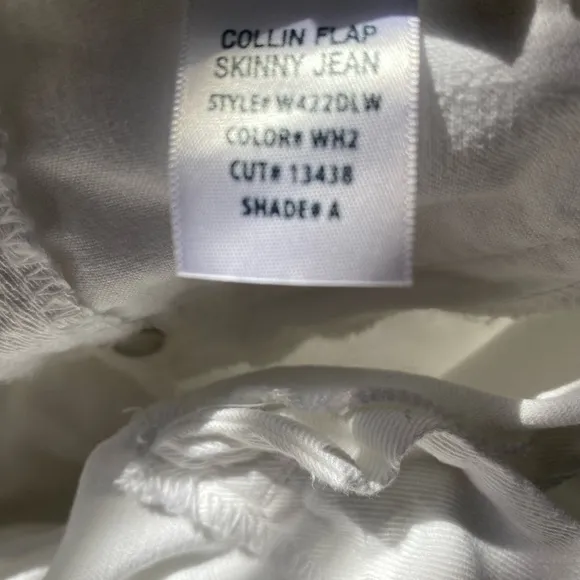 COLLIN FLAP
SKINNY JEAN
STYLE# W422DLW
COLOR# WH2
CUT# 13438
SHADE# A